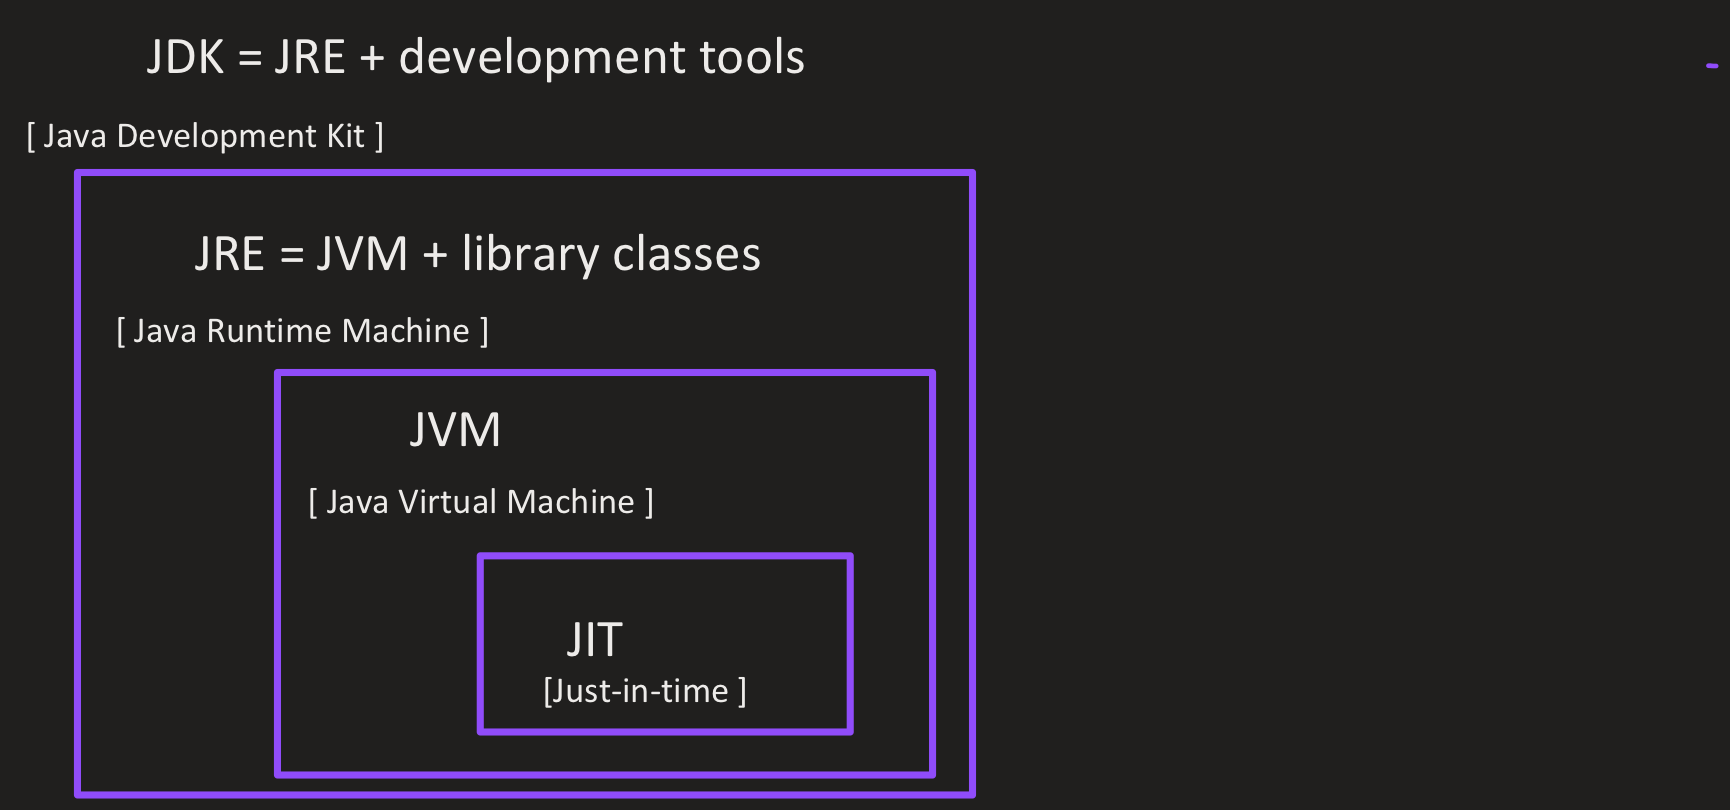 JDK = JRE + development tools
[ Java Development Kit ]
JRE = JVM + library classes
[ Java Runtime Machine ]
JVM
[ Java Virtual Machine ]
JIT
[Just-in-time ]